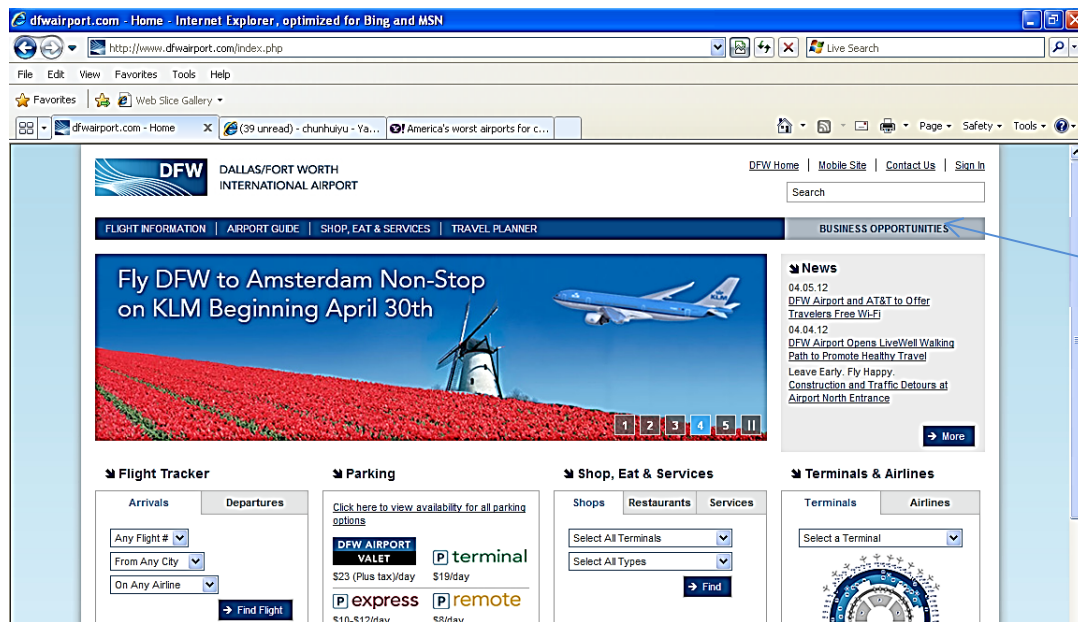 dfwairport.com - Home - Internet Explorer, optimized for Bing and MSN
http://www.dfwairport.com/index.php
Live Search
File Edit View Favorites Tools Help
Favorites Web Slice Gallery
dfwairport.com - Home X (39 unread) - chunhuiyu - Ya... America's worst airports for c...
Page Safety Tools
DFW
DALLAS/FORT WORTH
INTERNATIONAL AIRPORT
DFW Home | Mobile Site | Contact Us | Sign In
Search
FLIGHT INFORMATION | AIRPORT GUIDE | SHOP, EAT & SERVICES | TRAVEL PLANNER
BUSINESS OPPORTUNITIES
Fly DFW to Amsterdam Non-Stop
on KLM Beginning April 30th
KLM
1 2 3 4 5
News
04.05.12
DFW Airport and AT&T to Offer
Travelers Free Wi-Fi
04.04.12
DFW Airport Opens LiveWell Walking
Path to Promote Healthy Travel
Leave Early. Fly Happy.
Construction and Traffic Detours at
Airport North Entrance
More
Flight Tracker
Arrivals Departures
Any Flight #
From Any City
On Any Airline
Find Flight
Parking
Click here to view availability for all parking
options
DFW AIRPORT
VALET
$23 (Plus tax)/day
P terminal
$19/day
P express
$10-$12/day
P remote
$8/day
Shop, Eat & Services
Shops Restaurants Services
Select All Terminals
Select All Types
Find
Terminals & Airlines
Terminals Airlines
Select a Terminal